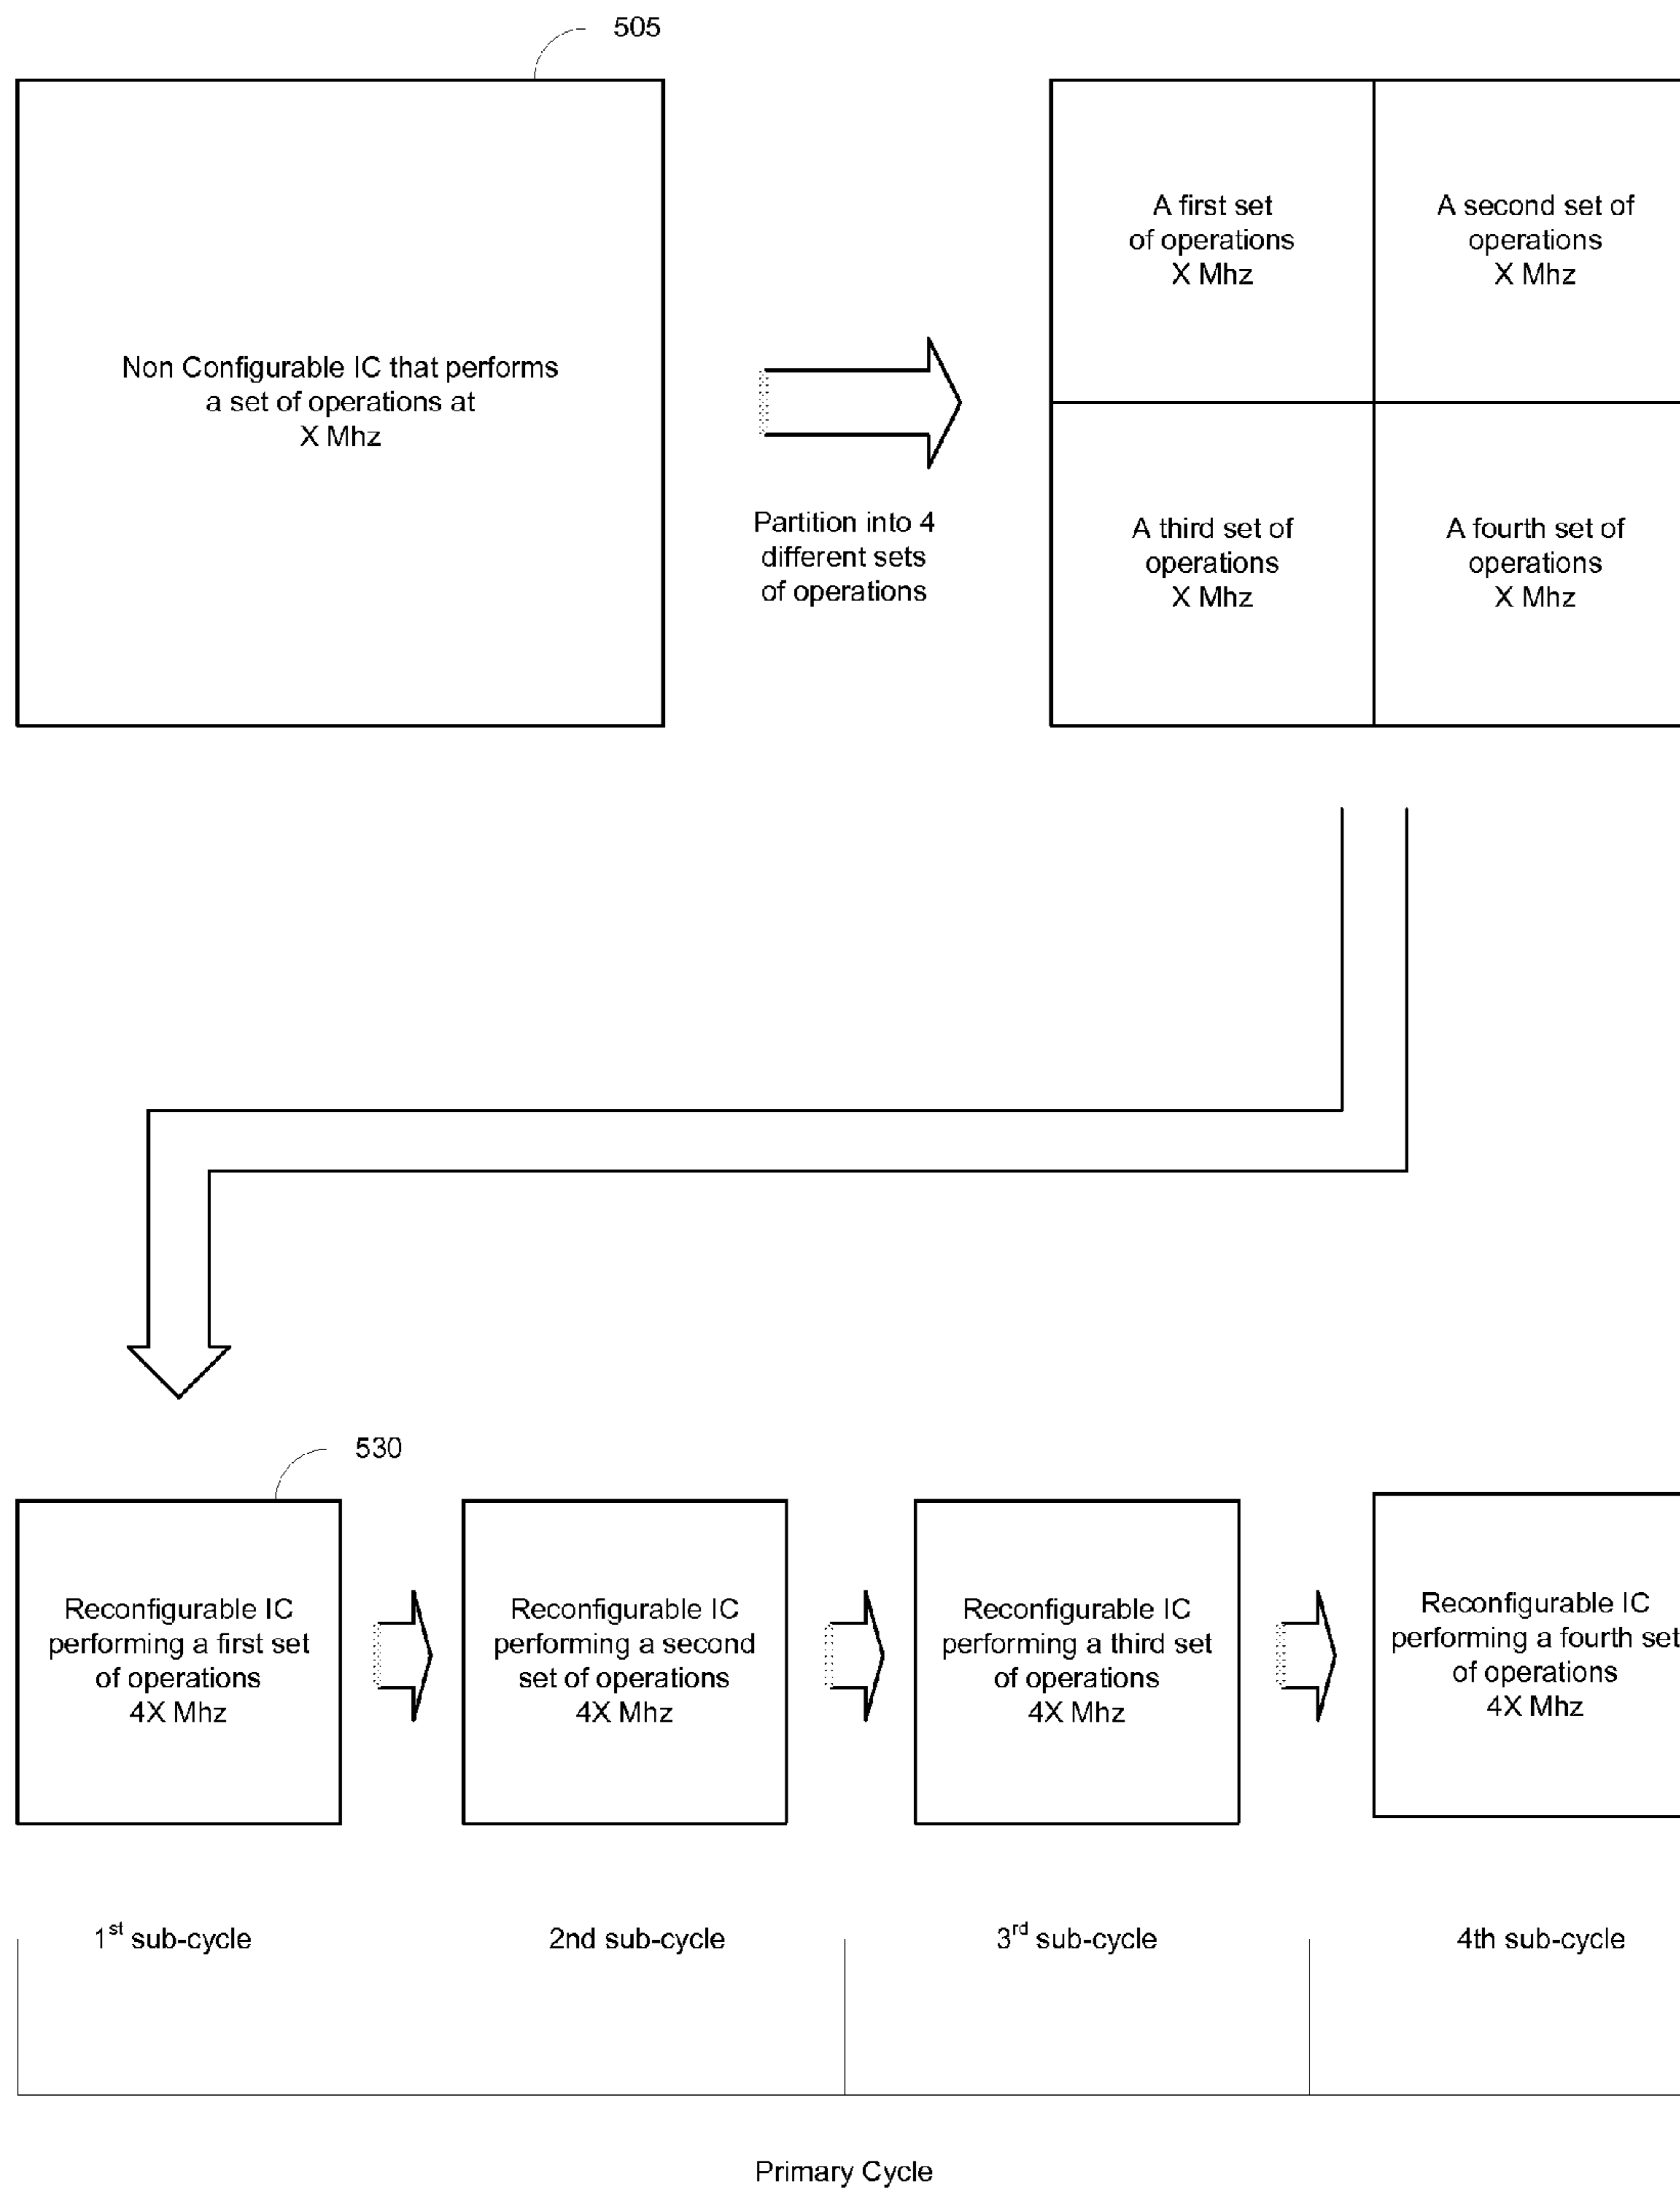 505
Non Configurable IC that performs
a set of operations at
X Mhz
Partition into 4
different sets
of operations
A first set
of operations
X Mhz
A second set of
operations
X Mhz
A third set of
operations
X Mhz
A fourth set of
operations
X Mhz
530
Reconfigurable IC
performing a first set
of operations
4X Mhz
Reconfigurable IC
performing a second
set of operations
4X Mhz
Reconfigurable IC
performing a third set
of operations
4X Mhz
Reconfigurable IC
performing a fourth set
of operations
4X Mhz
1st sub-cycle
2nd sub-cycle
3rd sub-cycle
4th sub-cycle
Primary Cycle